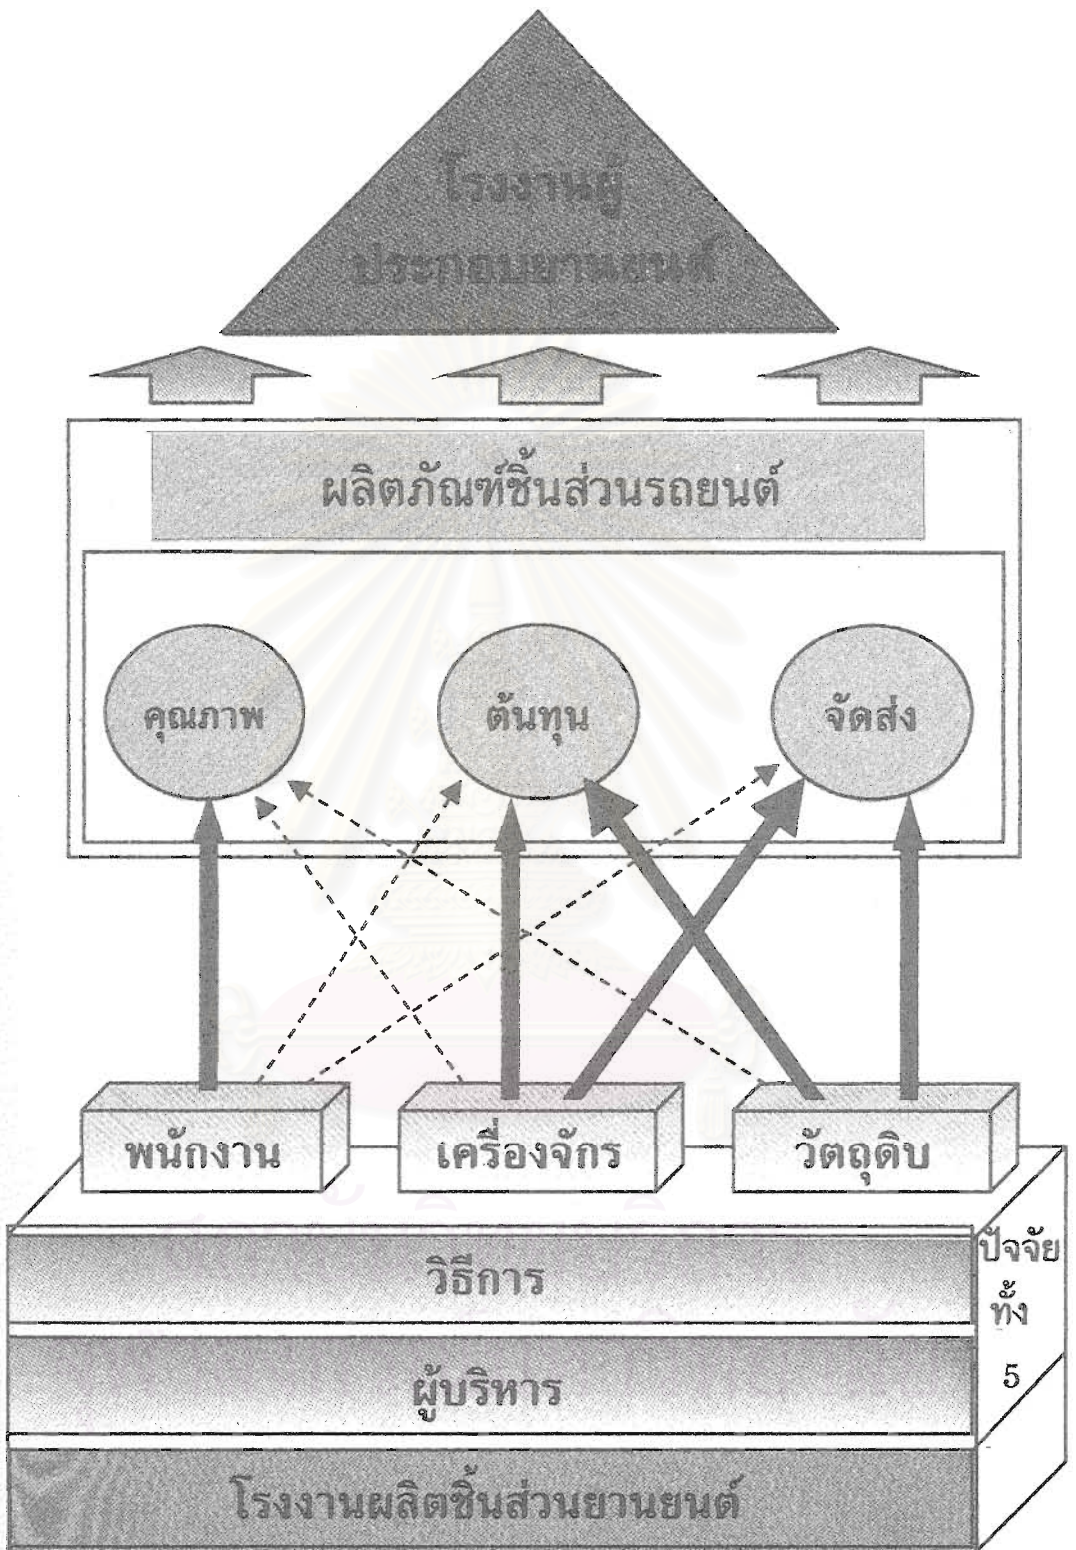 โรงงานผู้
ประกอบยานยนต์
ผลิตภัณฑ์ชิ้นส่วนรถยนต์
คุณภาพ
ต้นทุน
จัดส่ง
พนักงาน
เครื่องจักร
วัตถุดิบ
วิธีการ
ปัจจัย
ทั้ง
5
ผู้บริหาร
โรงงานผลิตชิ้นส่วนยานยนต์